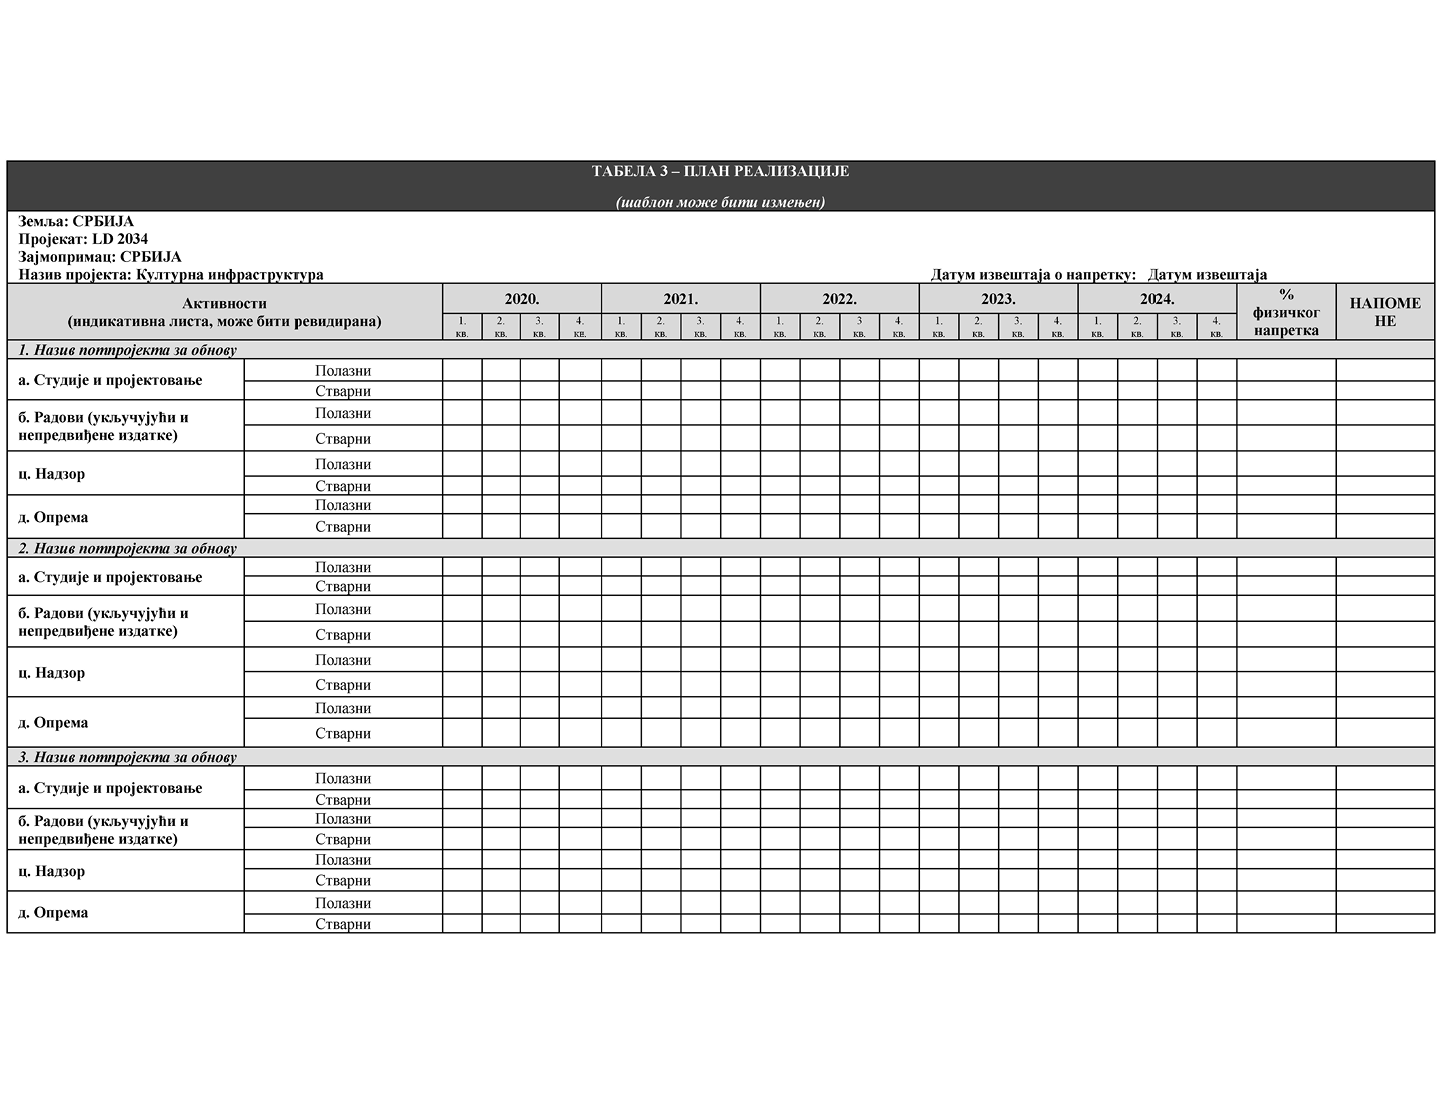 ТАБЕЛА 3 – ПЛАН РЕАЛИЗАЦИЈЕ
(шаблон може бити измењен)
Земља: СРБИЈА
Пројекат: LD 2034
Зајмопримац: СРБИЈА
Назив пројекта: Културна инфраструктура Датум извештаја о напретку: Датум извештаја
Активности
(индикативна листа, може бити ревидирана)
2020. 2021. 2022. 2023. 2024.
% физичког напретка
НАПОМЕ
НЕ
1. 2. 3. 4. 1. 2. 3. 4. 1. 2. 3 4. 1. 2. 3. 4. 1. 2. 3. 4.
кв. кв. кв. кв. кв. кв. кв. кв. кв. кв. кв. кв. кв. кв. кв. кв. кв. кв. кв. кв.
1. Назив потпројекта за обнову
а. Студије и пројектовање
Полазни
Стварни
б. Радови (укључујући и
непредвиђене издатке)
Полазни
Стварни
ц. Надзор
Полазни
Стварни
д. Опрема
Полазни
Стварни
2. Назив потпројекта за обнову
а. Студије и пројектовање
Полазни
Стварни
б. Радови (укључујући и
непредвиђене издатке)
Полазни
Стварни
ц. Надзор
Полазни
Стварни
д. Опрема
Полазни
Стварни
3. Назив потпројекта за обнову
а. Студије и пројектовање
Полазни
Стварни
б. Радови (укључујући и
непредвиђене издатке)
Полазни
Стварни
ц. Надзор
Полазни
Стварни
д. Опрема
Полазни
Стварни